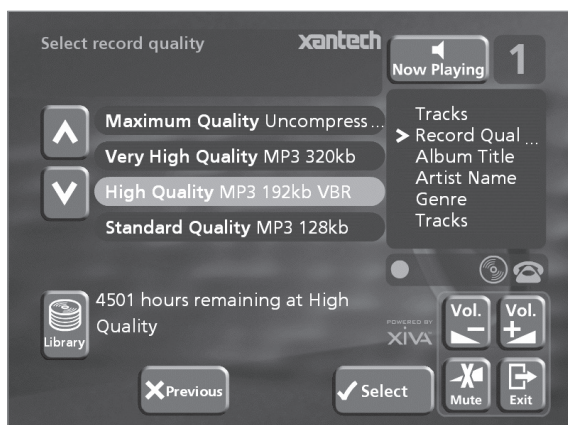 Select record quality
xantech
Now Playing
1
Maximum Quality Uncompress...
Very High Quality MP3 320kb
High Quality MP3 192kb VBR
Standard Quality MP3 128kb
Tracks
> Record Qual ...
Album Title
Artist Name
Genre
Tracks
4501 hours remaining at High
Quality
Library
POWERED BY
XIVA
Vol.
Vol.
Previous
Select
Mute
Exit